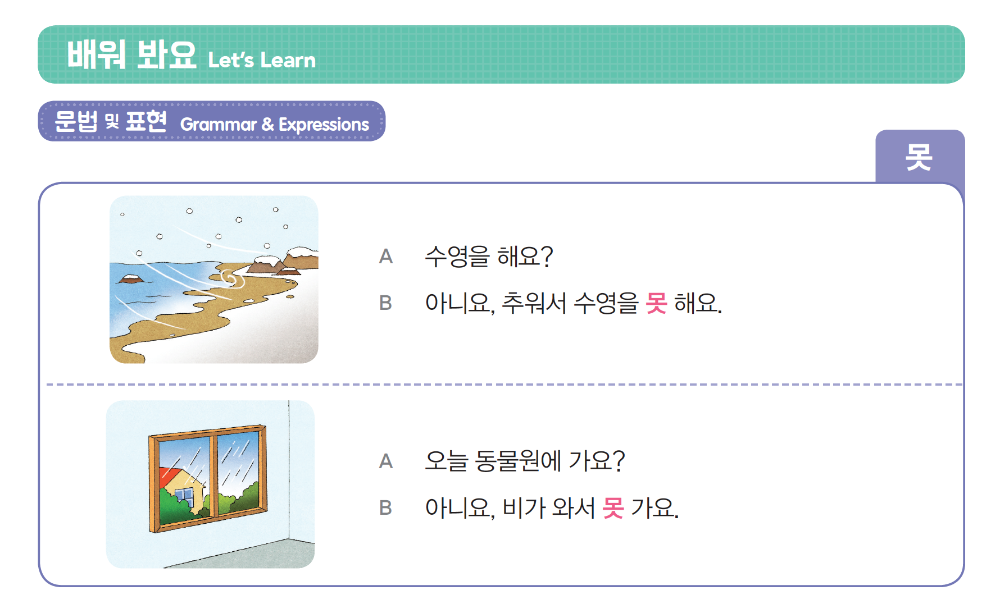 배워 봐요 Let's Learn
문법 및 표현 Grammar & Expressions
못
A 수영을 해요?
B 아니요, 추워서 수영을 못 해요.
A 오늘 동물원에 가요?
B 아니요, 비가 와서 못 가요.